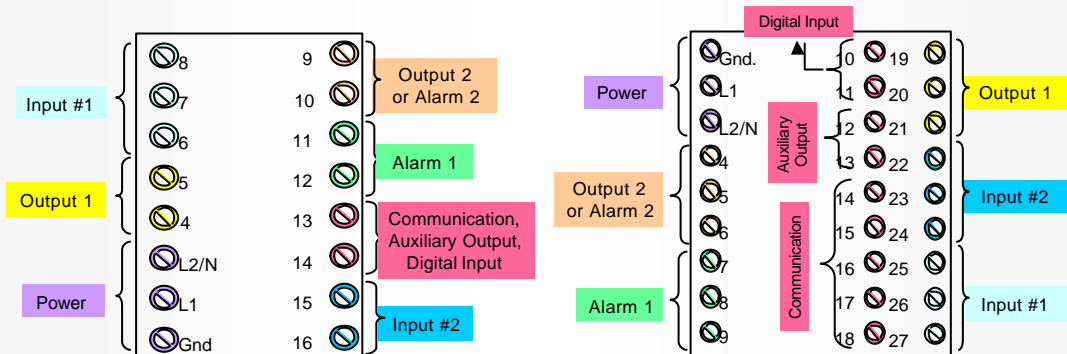 Input #1
Output 1
Power
8
7
6
5
4
L2/N
L1
Gnd
9
10
11
12
13
14
15
16
Output 2
or Alarm 2
Alarm 1
Communication,
Auxiliary Output,
Digital Input
Input #2
Digital Input
Power
Output 2
or Alarm 2
Alarm 1
Gnd.
L1
L2/N
4
5
6
7
8
9
Auxiliary
Output
Communication
10 19
11 20
12 21
13 22
14 23
15 24
16 25
17 26
18 27
Output 1
Input #2
Input #1